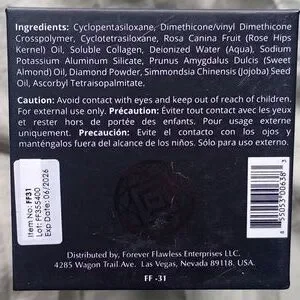 Ingredients: Cyclopentasiloxane, Dimethicone/vinyl Dimethicone
Crosspolymer, Cyclotetrasiloxane, Rosa Canina Fruit (Rose Hips
Kernel) Oil, Soluble Collagen, Deionized Water (Aqua), Sodium
Potassium Aluminum Silicate, Prunus Amygdalus Dulcis (Sweet
Almond) Oil, Diamond Powder, Simmondsia Chinensis (Jojoba) Seed
Oil, Ascorbyl Tetraisopalmitate.
Caution: Avoid contact with eyes and keep out of reach of children.
For external use only. Précaution: Éviter tout contact avec les yeux
et rester hors de portée des enfants. Pour usage externe
uniquement. Precaución: Evite el contacto con los ojos y
manténgalos fuera del alcance de los niños. Sólo para uso externo.
Item No: FF31
Lot: FF355400
Exp Date: 06/2026
8 55053 00638 3
Distributed by, Forever Flawless Enterprises LLC.
4285 Wagon Trail Ave. Las Vegas, Nevada 89118. USA
FF -31